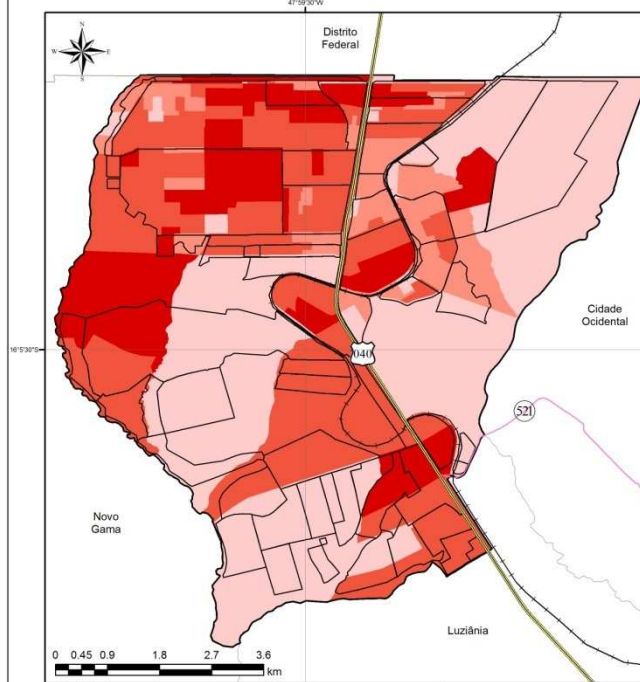 47°59'30"W
Distrito
Federal
N
W
E
S
Cidade
Ocidental
16°5'30"S
040
521
Novo
Gama
Luziânia
0 0.45 0.9 1.8 2.7 3.6
km